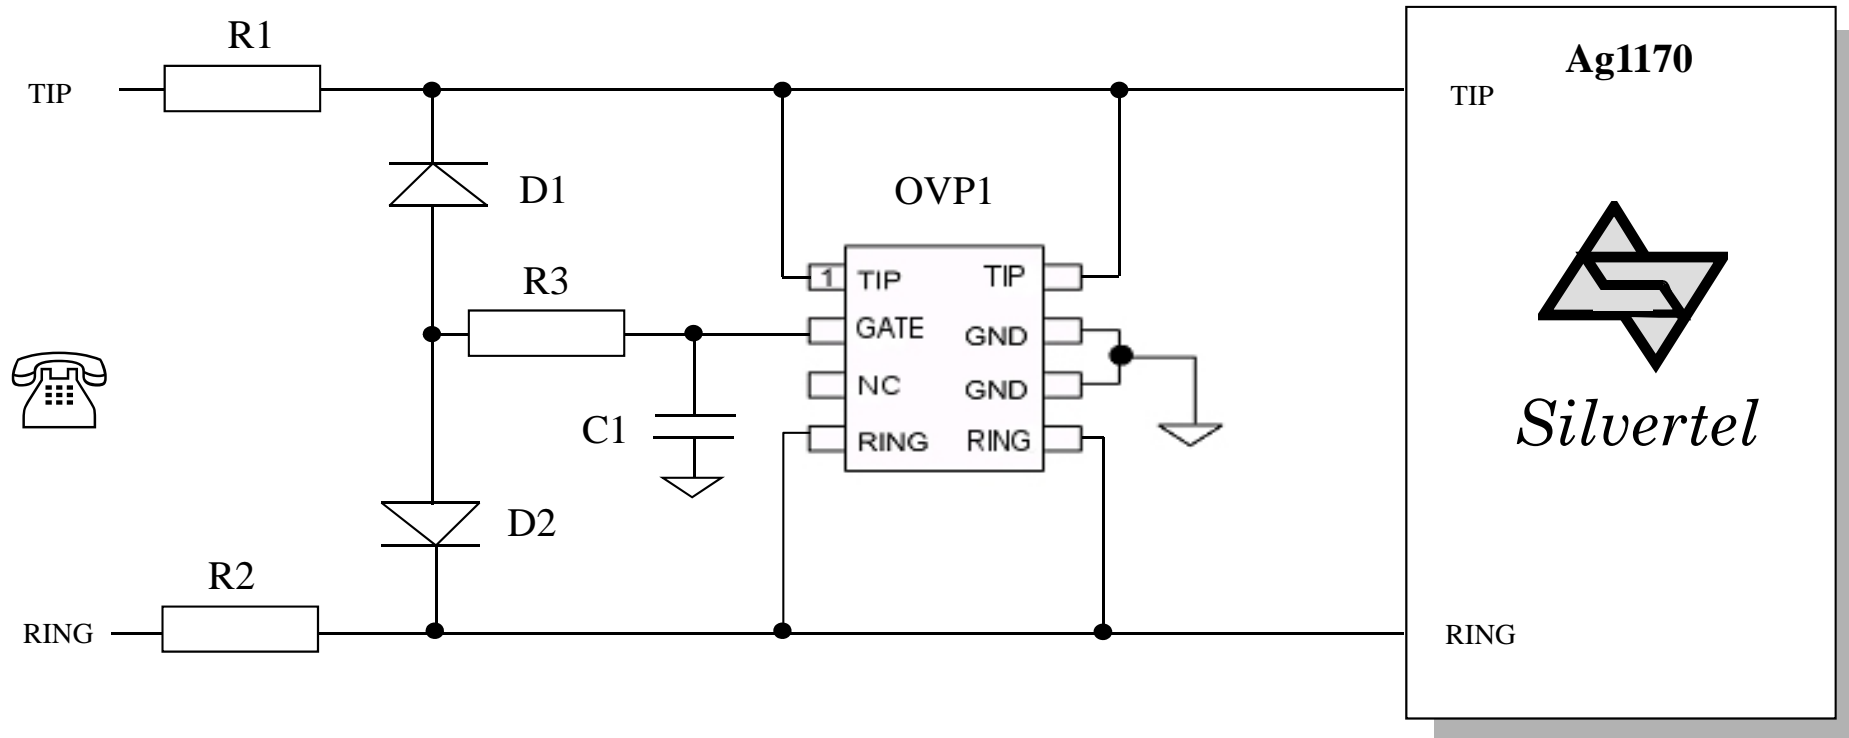 R1
Ag1170
TIP
TIP
D1
OVP1
R3
1 TIP TIP
GATE GND
NC GND
RING RING
C1
Silvertel
D2
R2
RING
RING